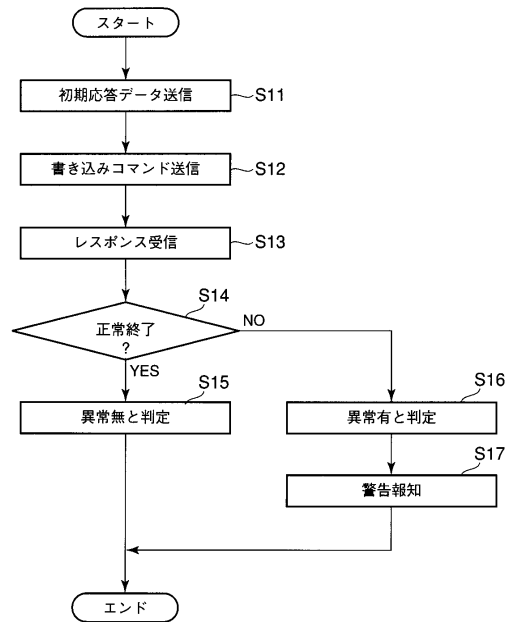 スタート
初期応答データ送信
S11
書き込みコマンド送信
S12
レスポンス受信
S13
S14
正常終了
?
NO
YES
S15
異常無と判定
S16
異常有と判定
S17
警告報知
エンド